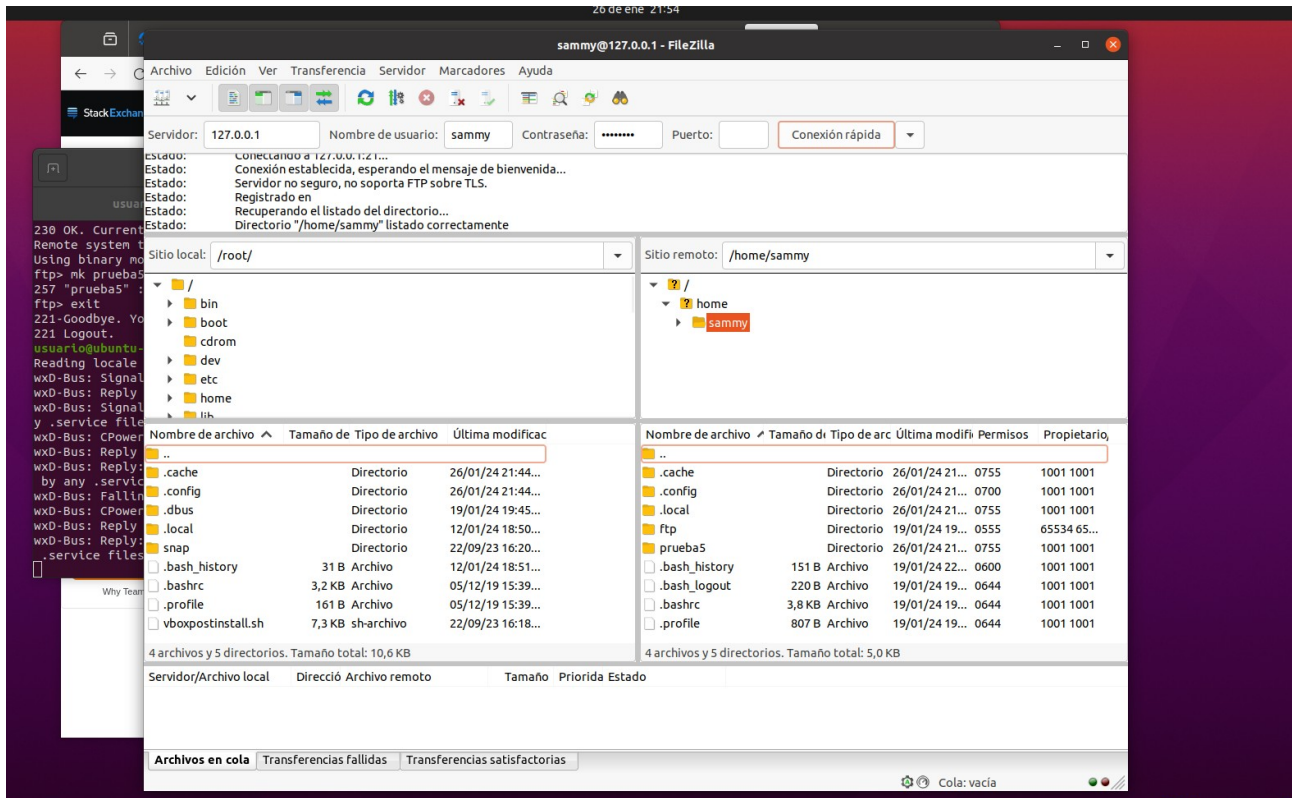 26 de ene 21:54
sammy@127.0.0.1 - FileZilla
Archivo Edición Ver Transferencia Servidor Marcadores Ayuda
StackExchan
Servidor: 127.0.0.1 Nombre de usuario: sammy Contraseña: •••••••• Puerto: Conexión rápida
Estado: Conectando a 127.0.0.1:21...
Estado: Conexión establecida, esperando el mensaje de bienvenida...
Estado: Servidor no seguro, no soporta FTP sobre TLS.
Estado: Registrado en
Estado: Recuperando el listado del directorio...
Estado: Directorio "/home/sammy" listado correctamente
usuar
230 OK. Current
Remote system t
Using binary mo
ftp> mk prueba5
257 "prueba5" :
ftp> exit
221-Goodbye. Yo
221 Logout.
usuario@ubuntu-
Reading locale
wxD-Bus: Signal
wxD-Bus: Reply
wxD-Bus: Signal
y .service file
wxD-Bus: CPower
wxD-Bus: Reply
wxD-Bus: Reply:
by any .servic
wxD-Bus: Fallin
wxD-Bus: CPower
wxD-Bus: Reply
wxD-Bus: Reply:
.service files
Why Team
Sitio local: /root/
/
bin
boot
cdrom
dev
etc
home
lib
Sitio remoto: /home/sammy
/
home
sammy
Nombre de archivo Tamaño de Tipo de archivo Última modificac
..
.cache Directorio 26/01/24 21:44...
.config Directorio 26/01/24 21:44...
.dbus Directorio 19/01/24 19:45...
.local Directorio 12/01/24 18:50...
snap Directorio 22/09/23 16:20...
.bash_history 31 B Archivo 12/01/24 18:51...
.bashrc 3,2 KB Archivo 05/12/19 15:39...
.profile 161 B Archivo 05/12/19 15:39...
vboxpostinstall.sh 7,3 KB sh-archivo 22/09/23 16:18...
4 archivos y 5 directorios. Tamaño total: 10,6 KB
Nombre de archivo Tamaño de Tipo de arc Última modifi Permisos Propietario/
..
.cache Directorio 26/01/24 21... 0755 1001 1001
.config Directorio 26/01/24 21... 0700 1001 1001
.local Directorio 26/01/24 21... 0755 1001 1001
ftp Directorio 19/01/24 19... 0555 65534 65...
prueba5 Directorio 26/01/24 21... 0755 1001 1001
.bash_history 151 B Archivo 19/01/24 22... 0600 1001 1001
.bash_logout 220 B Archivo 19/01/24 19... 0644 1001 1001
.bashrc 3,8 KB Archivo 19/01/24 19... 0644 1001 1001
.profile 807 B Archivo 19/01/24 19... 0644 1001 1001
4 archivos y 5 directorios. Tamaño total: 5,0 KB
Servidor/Archivo local Direcció Archivo remoto Tamaño Priorida Estado
Archivos en cola Transferencias fallidas Transferencias satisfactorias
Cola: vacía